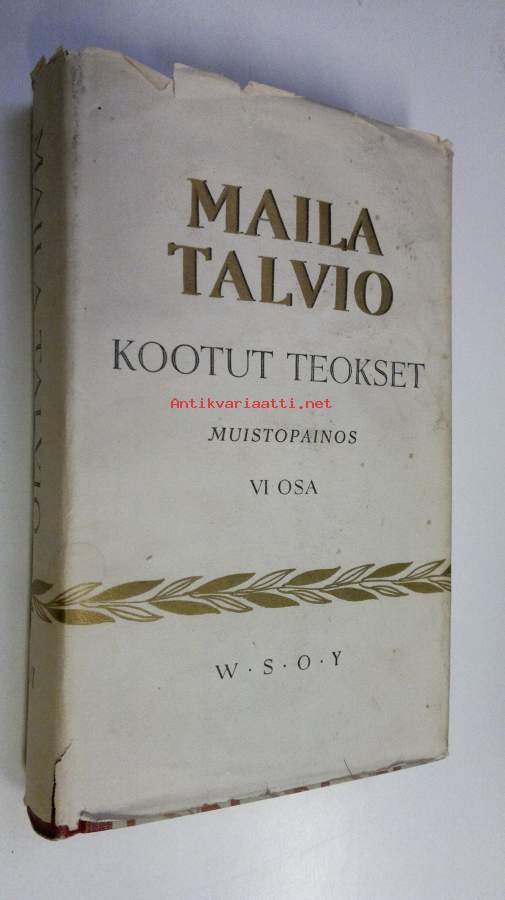 MAILA
TALVIO
KOOTUT TEOKSET
Antikvariaatti.net
MUISTOPAINOS
VI OSA
W·S·O·Y
MAILA TALVIO